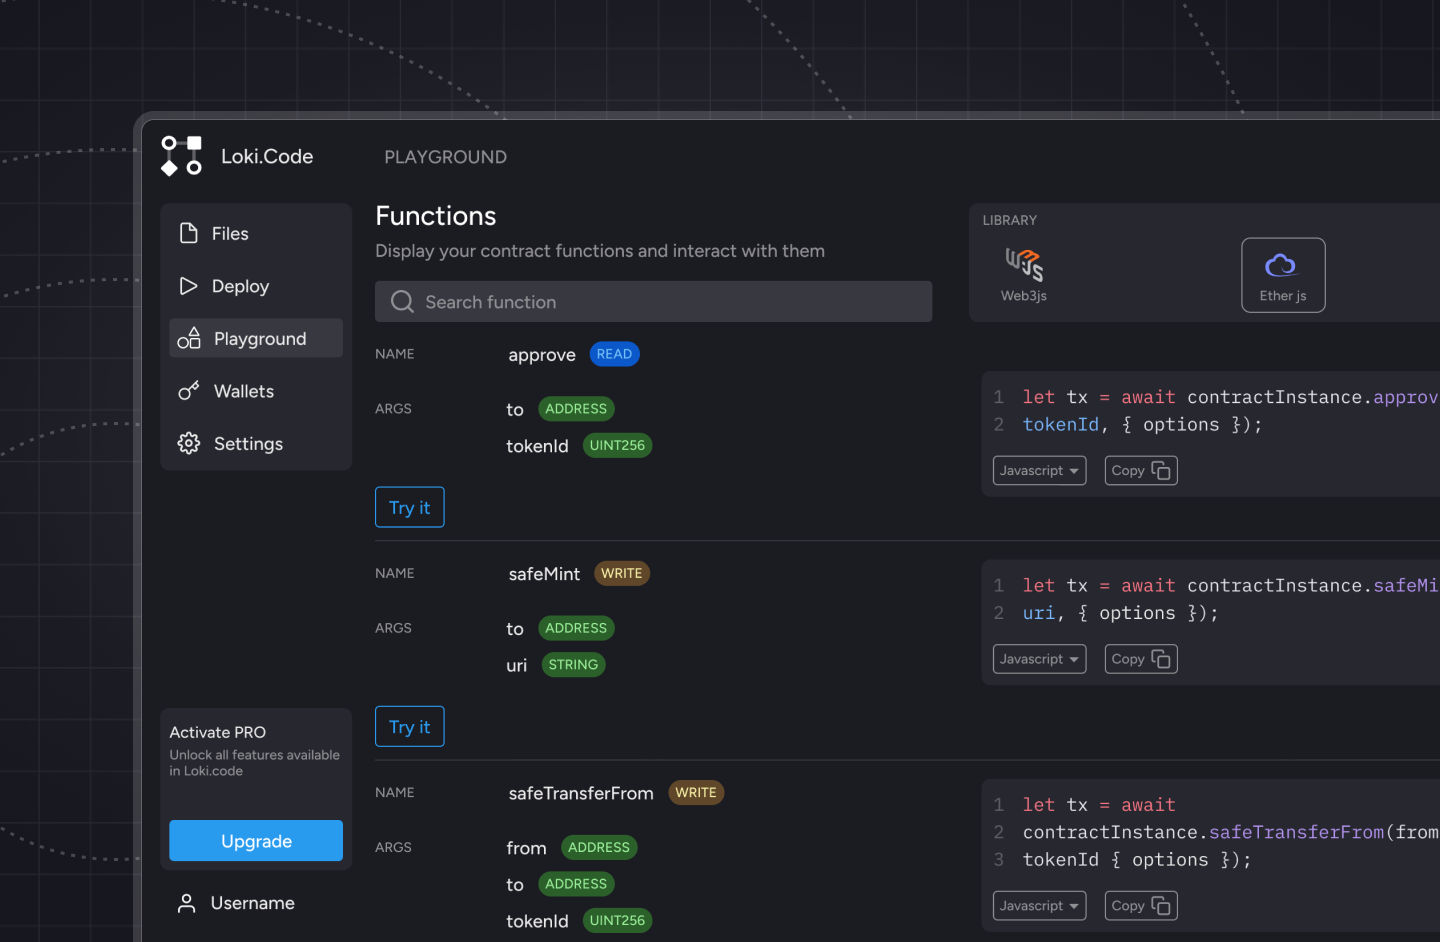 Loki.Code
PLAYGROUND
Files
Deploy
Playground
Wallets
Settings
Activate PRO
Unlock all features available
in Loki.code
Upgrade
Username
Functions
Display your contract functions and interact with them
Search function
NAME approve READ
ARGS to ADDRESS
tokenId UINT256
Try it
NAME safeMint WRITE
ARGS to ADDRESS
uri STRING
Try it
NAME safeTransferFrom WRITE
ARGS from ADDRESS
to ADDRESS
tokenId UINT256
LIBRARY
W3JS
Web3js
Ether js
1 let tx = await contractInstance.approv
2 tokenId, { options });
Javascript Copy
1 let tx = await contractInstance.safeMi
2 uri, { options });
Javascript Copy
1 let tx = await
2 contractInstance.safeTransferFrom(from
3 tokenId { options });
Javascript Copy